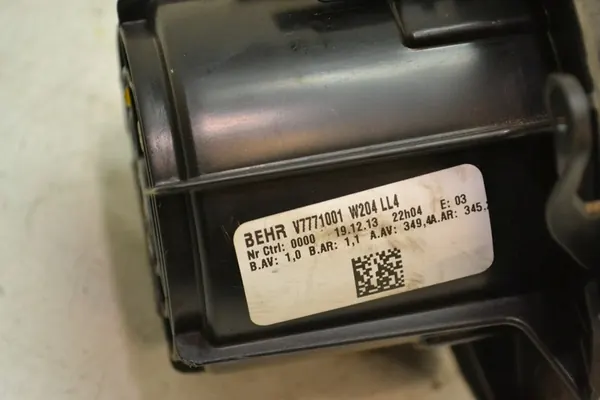 BEHR V7771001 W204 LL4
Nr Ctrl: 0000 19.12.13 22h04 E: 03
B.AV: 1,0 B.AR: 1,1 A.AV: 349,4A.AR: 345.